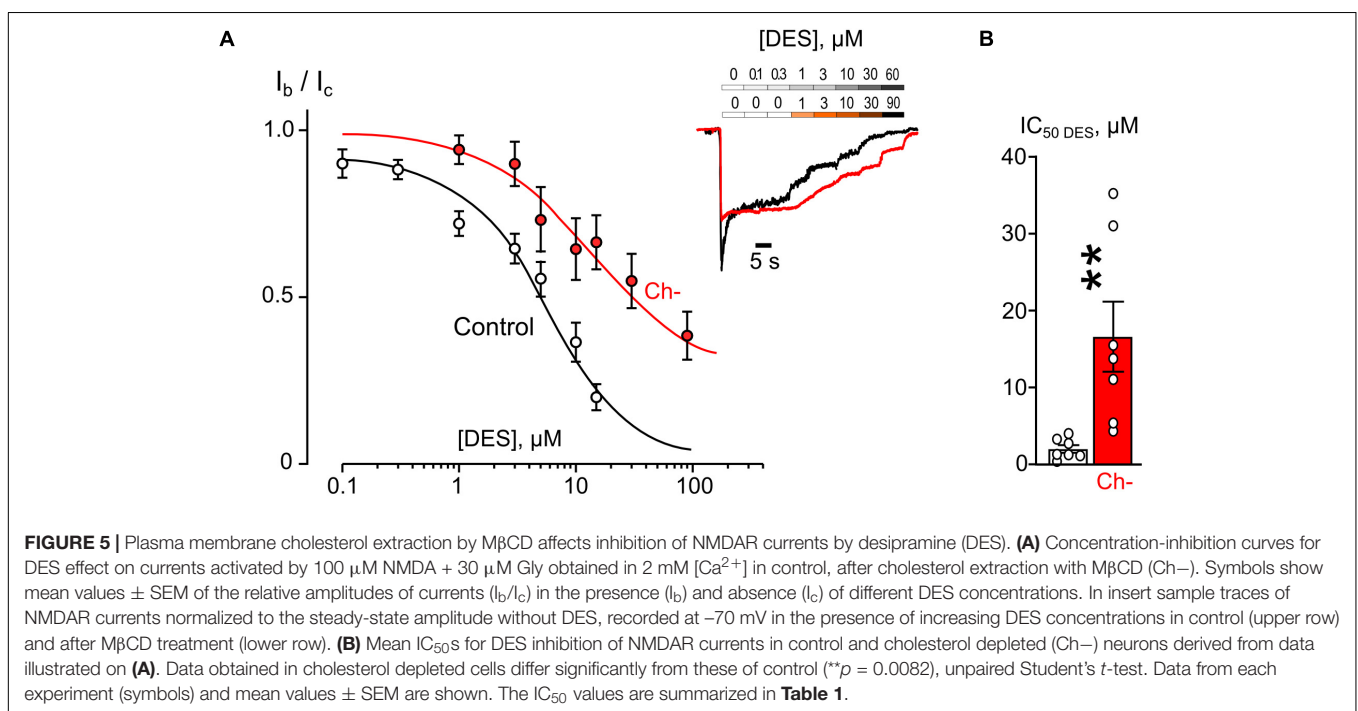 A
B
[DES], µM
0 0.1 0.3 1 3 10 30 60
0 0 0 1 3 10 30 90
I_b / I_c
1.0
0.5
0
Control
Ch-
[DES], µM
0.1 1 10 100
5 s
IC50 DES, µM
40
30
20
10
0
**
Ch-
FIGURE 5 | Plasma membrane cholesterol extraction by MβCD affects inhibition of NMDAR currents by desipramine (DES). (A) Concentration-inhibition curves for
DES effect on currents activated by 100 μM NMDA + 30 μM Gly obtained in 2 mM [Ca2+] in control, after cholesterol extraction with MβCD (Ch−). Symbols show
mean values ± SEM of the relative amplitudes of currents (Ib/Ic) in the presence (Ib) and absence (Ic) of different DES concentrations. In insert sample traces of
NMDAR currents normalized to the steady-state amplitude without DES, recorded at –70 mV in the presence of increasing DES concentrations in control (upper row)
and after MβCD treatment (lower row). (B) Mean IC50s for DES inhibition of NMDAR currents in control and cholesterol depleted (Ch−) neurons derived from data
illustrated on (A). Data obtained in cholesterol depleted cells differ significantly from these of control (**p = 0.0082), unpaired Student's t-test. Data from each
experiment (symbols) and mean values ± SEM are shown. The IC50 values are summarized in Table 1.